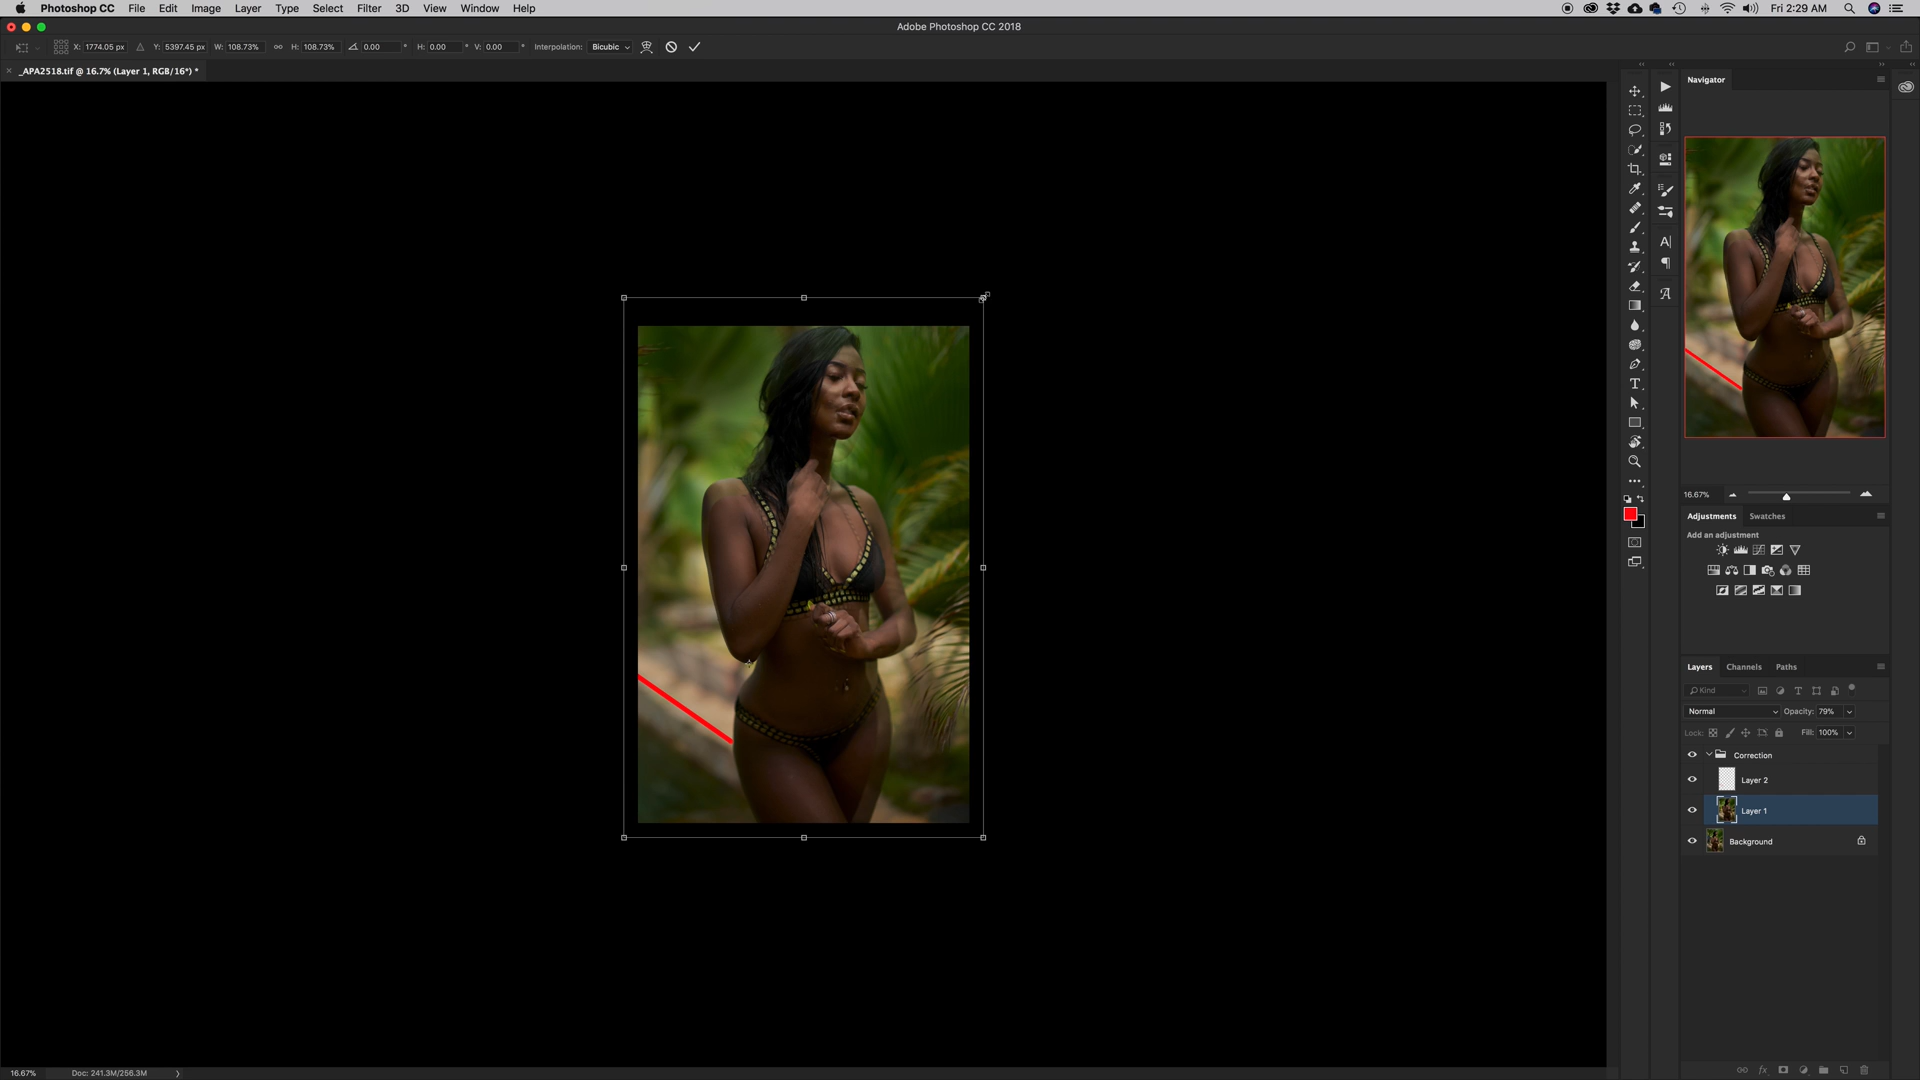 Photoshop CC File Edit Image Layer Type Select Filter 3D View Window Help Fri 2:29 AM
Adobe Photoshop CC 2018
X: 1774.05 px Y: 5397.45 px W: 108.73% H: 108.73% 0.00 ° H: 0.00 ° V: 0.00 ° Interpolation: Bicubic
_APA2518.tif @ 16.7% (Layer 1, RGB/16*) *
Navigator
16.67%
Adjustments Swatches
Add an adjustment
Layers Channels Paths
Kind
Normal Opacity: 79%
Lock: Fill: 100%
Correction
Layer 2
Layer 1
Background
16.67% Doc: 241.3M/256.3M